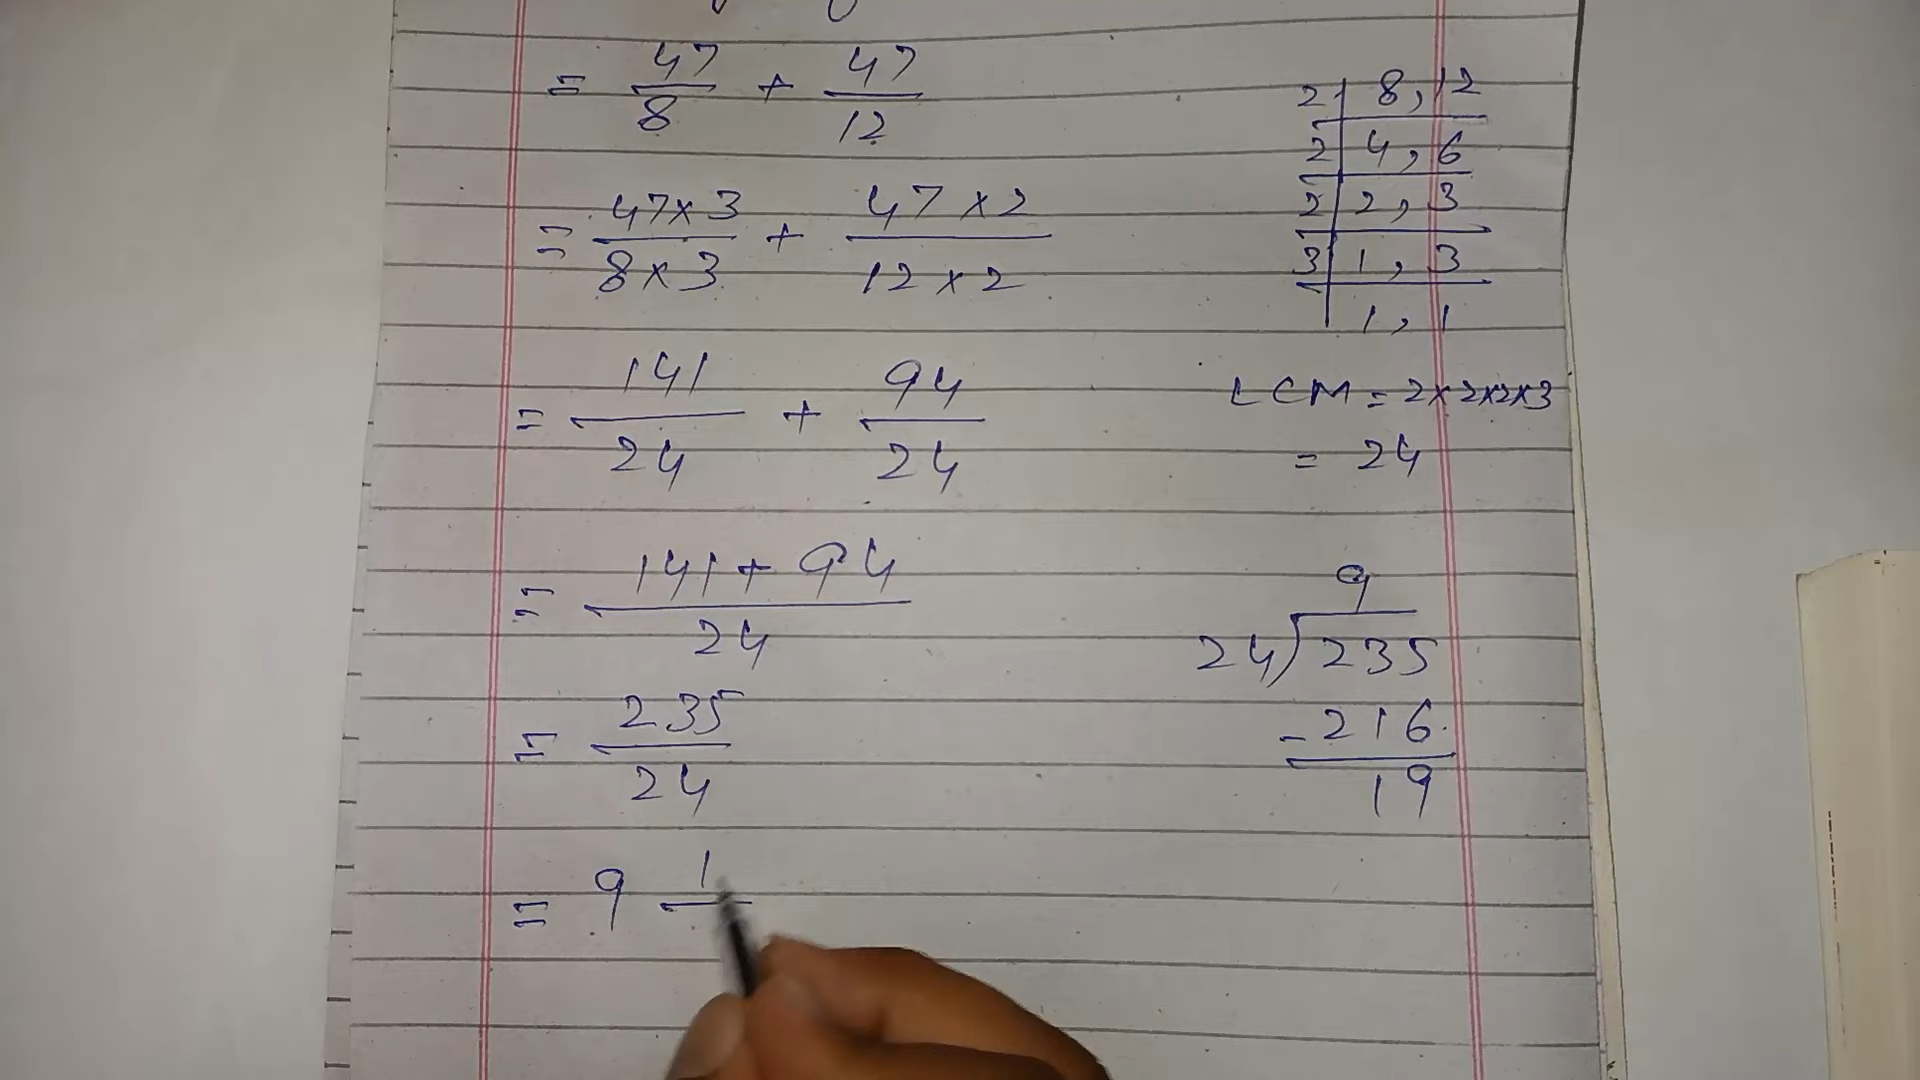 = 47/8 + 47/12
= 47×3/8×3 + 47×2/12×2
= 141/24 + 94/24
= 141+94/24
= 235/24
= 9 1
2 | 8, 12
2 | 4, 6
2 | 2, 3
3 | 1, 3
1, 1
LCM = 2×2×2×3
= 24
9
24) 235
- 216
19